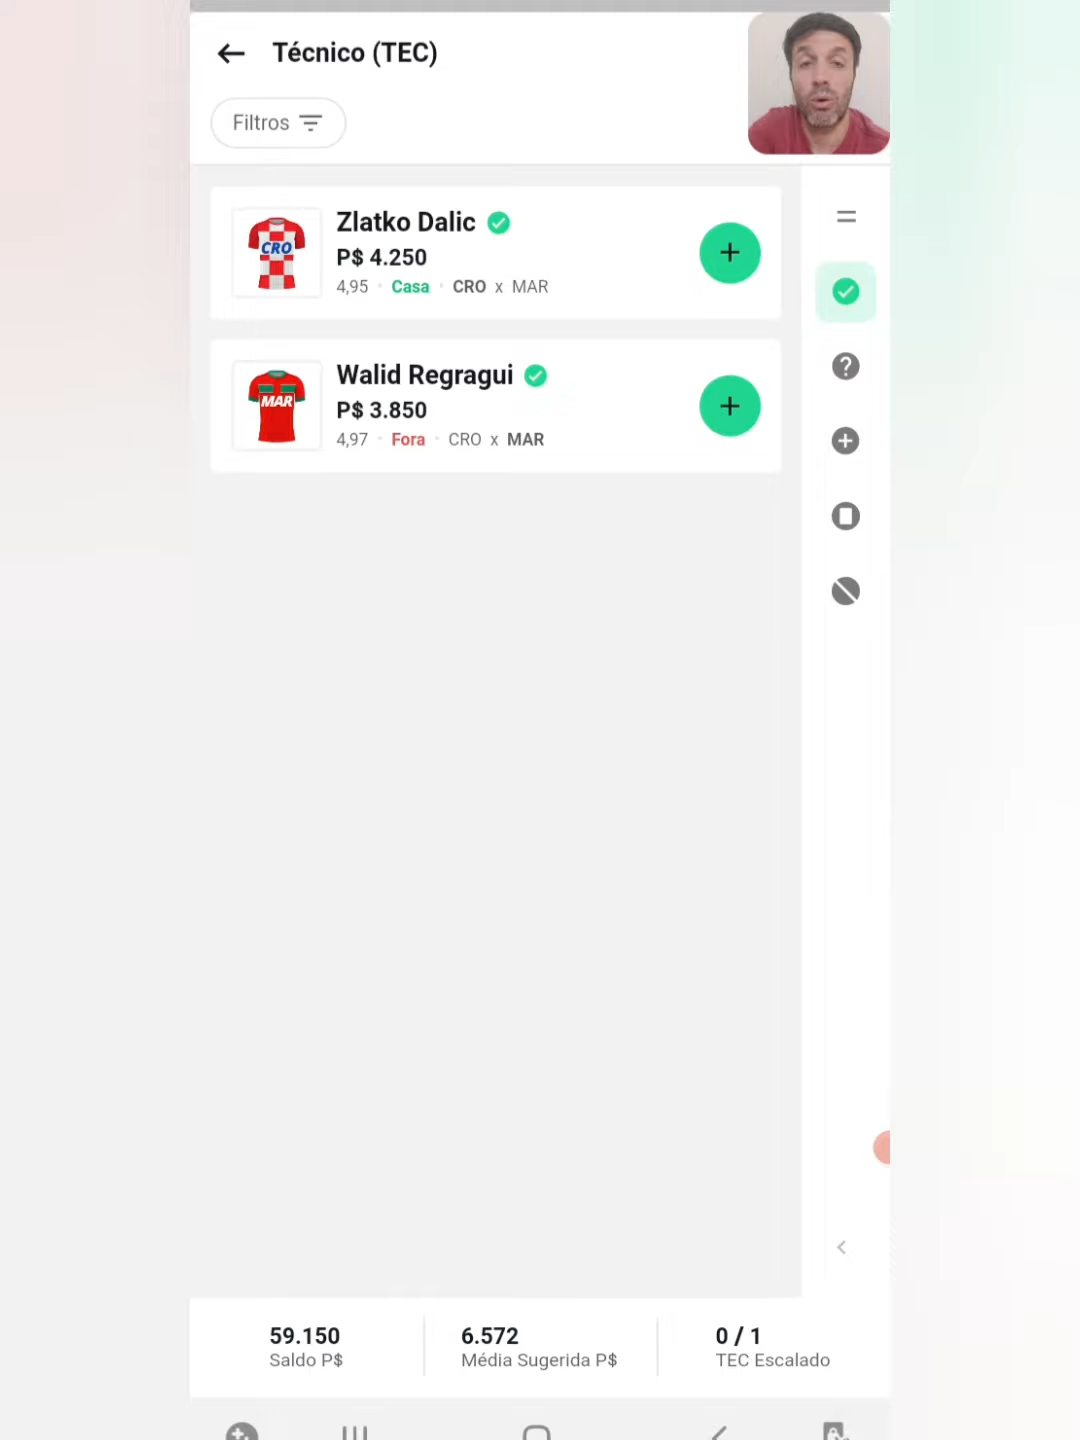 Técnico (TEC)
Filtros
Zlatko Dalic
CRO
P$ 4.250
4,95 · Casa · CRO x MAR
Walid Regragui
MAR
P$ 3.850
4,97 · Fora · CRO x MAR
59.150
Saldo P$
6.572
Média Sugerida P$
0 / 1
TEC Escalado